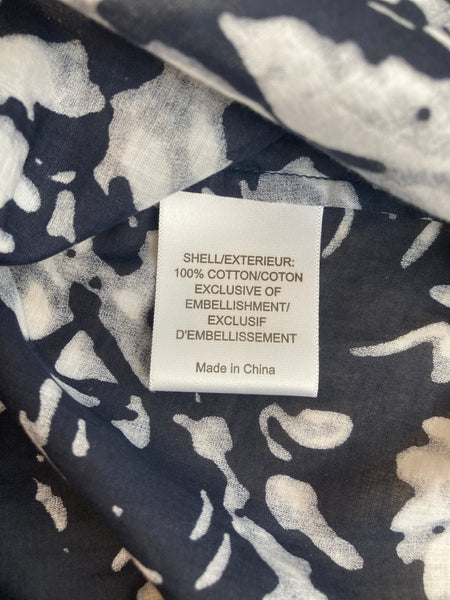 SHELL/EXTERIEUR:
100% COTTON/COTON
EXCLUSIVE OF
EMBELLISHMENT/
EXCLUSIF
D'EMBELLISSEMENT
Made in China